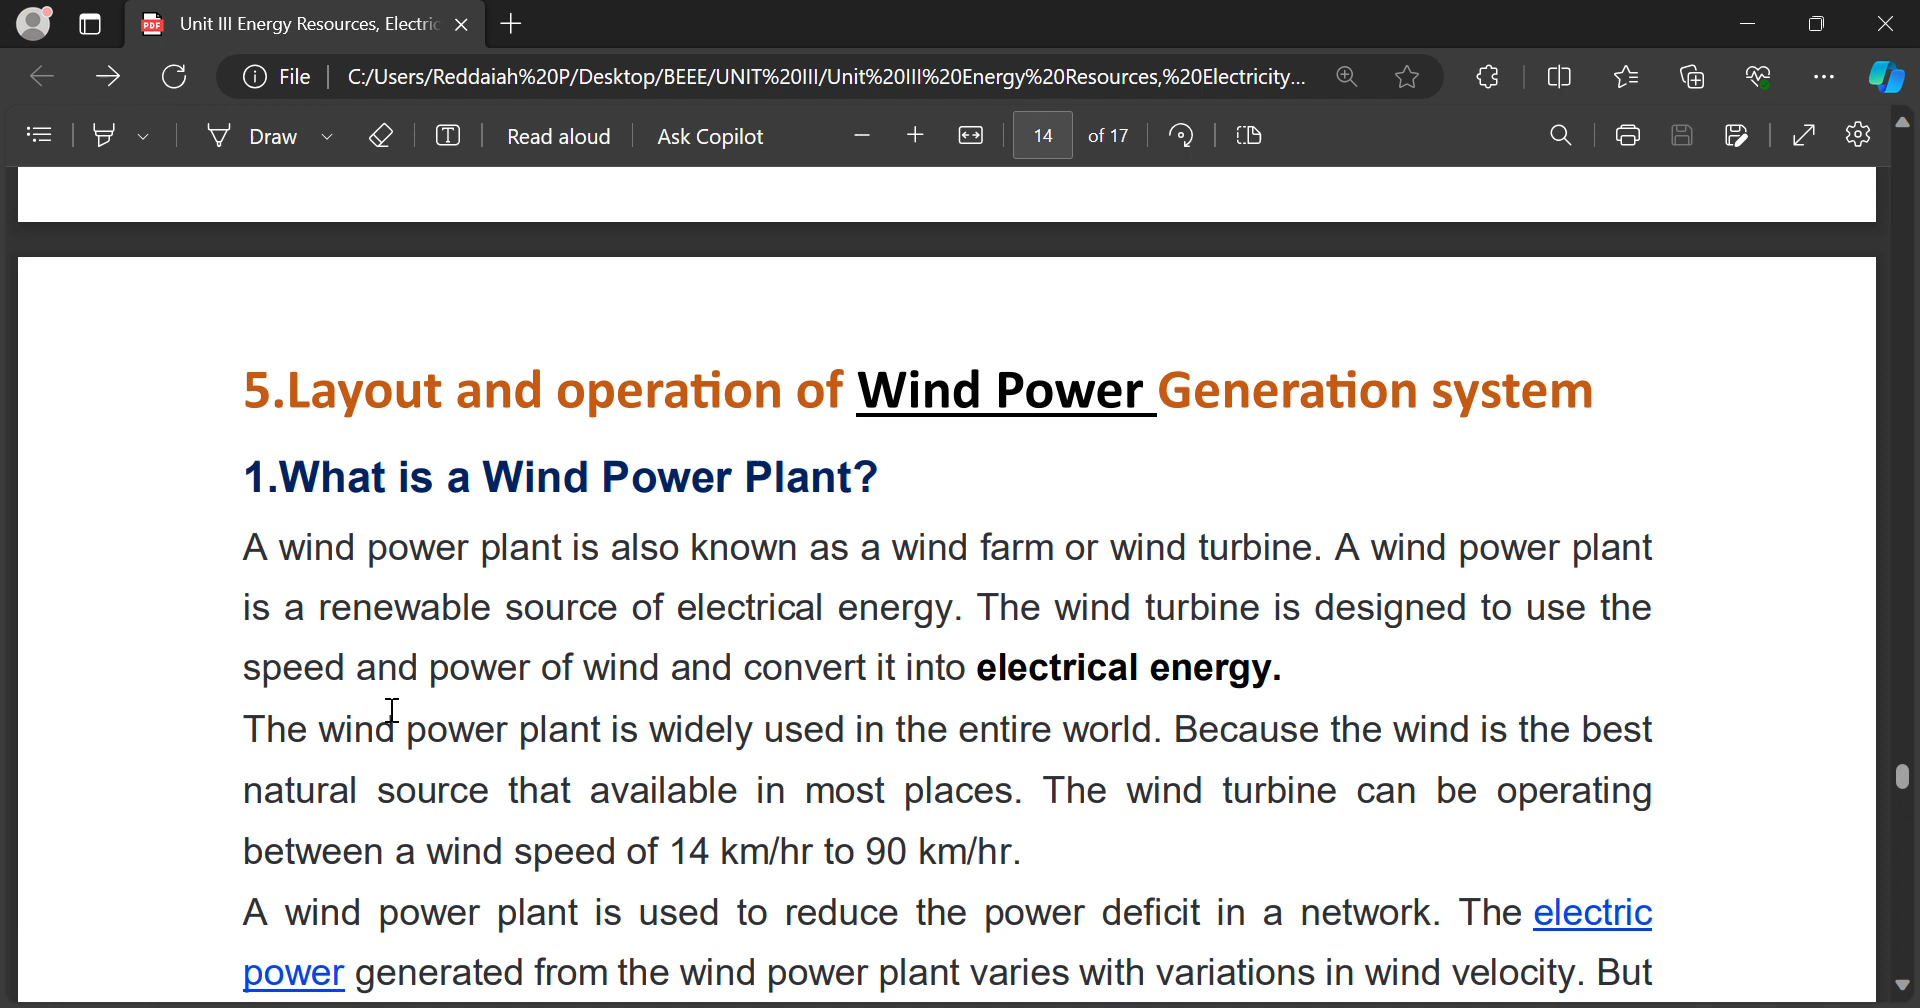 Unit III Energy Resources, Electric
File
C:/Users/Reddaiah%20P/Desktop/BEEE/UNIT%20III/Unit%20III%20Energy%20Resources,%20Electricity...
Draw
Read aloud
Ask Copilot
14
of 17
5.Layout and operation of Wind Power Generation system
1.What is a Wind Power Plant?
A wind power plant is also known as a wind farm or wind turbine. A wind power plant
is a renewable source of electrical energy. The wind turbine is designed to use the
speed and power of wind and convert it into electrical energy.
The wind power plant is widely used in the entire world. Because the wind is the best
natural source that available in most places. The wind turbine can be operating
between a wind speed of 14 km/hr to 90 km/hr.
A wind power plant is used to reduce the power deficit in a network. The electric
power generated from the wind power plant varies with variations in wind velocity. But